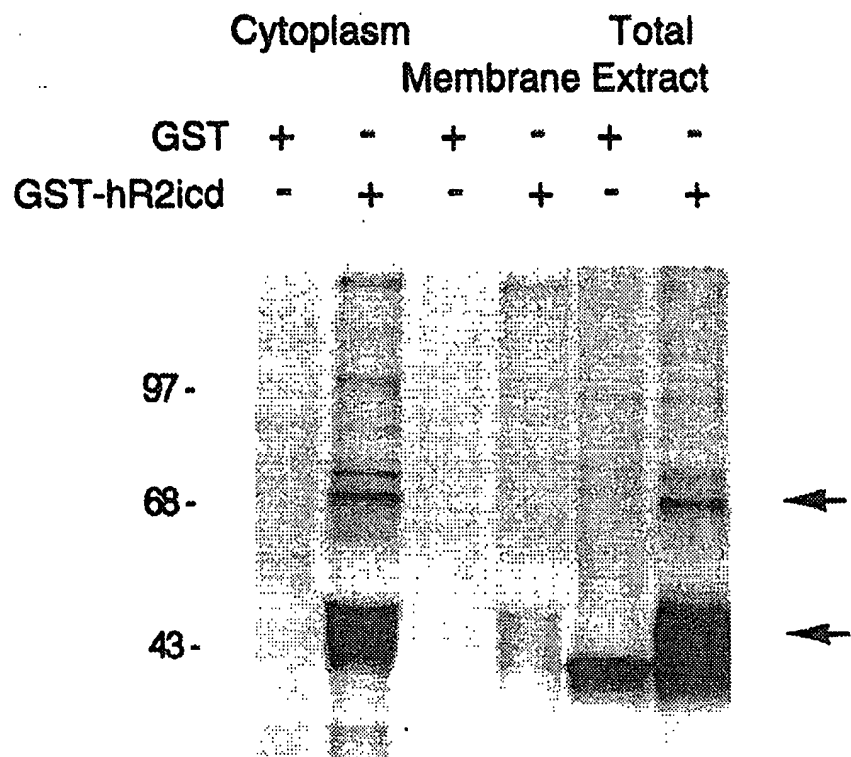 Cytoplasm Total
Membrane Extract
GST + - + - + -
GST-hR2icd - + - + - +
97-
68-
43-